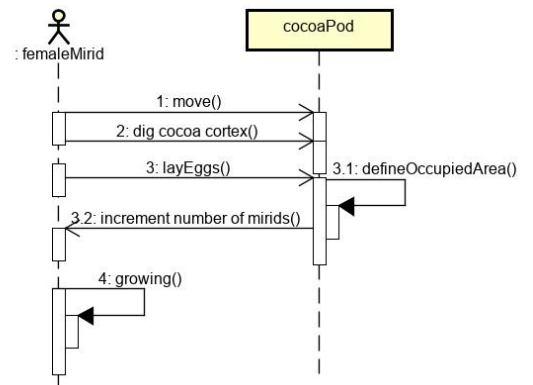 cocoaPod
: femaleMirid
1: move()
2: dig cocoa cortex()
3: layEggs()
3.1: defineOccupiedArea()
3.2: increment number of mirids()
4: growing()